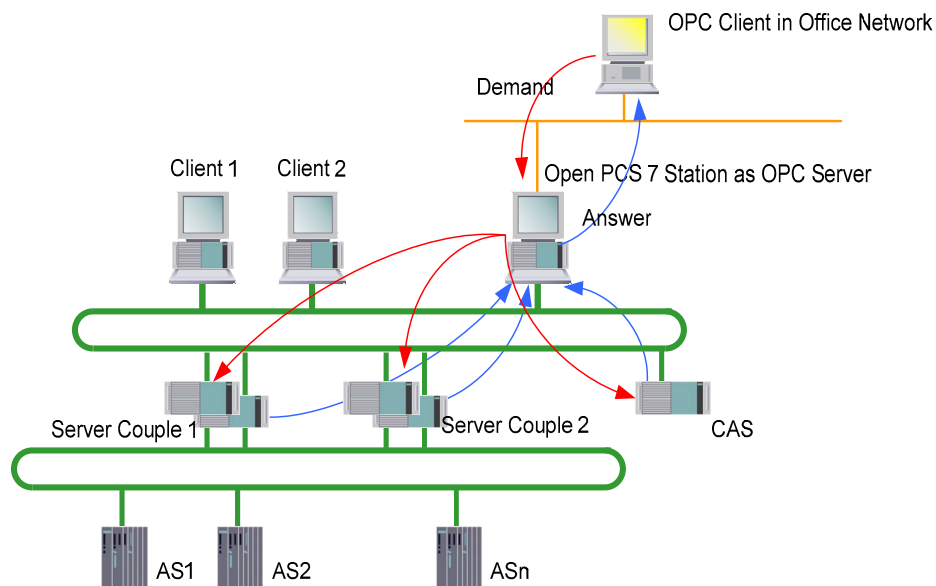 OPC Client in Office Network
Demand
Client 1
Client 2
Open PCS 7 Station as OPC Server
Answer
Server Couple 1
Server Couple 2
CAS
AS1
AS2
ASn